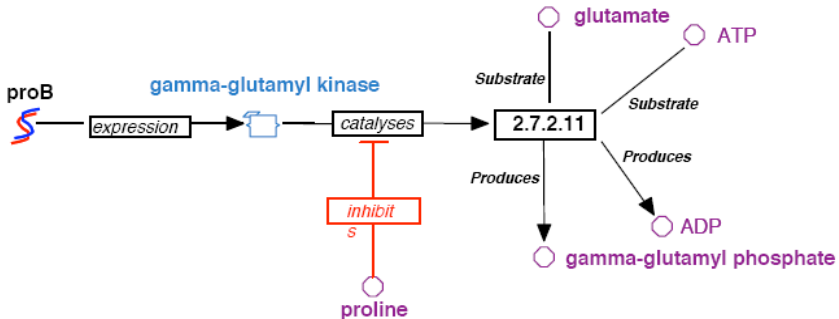 glutamate
ATP
gamma-glutamyl kinase
proB
Substrate
Substrate
expression
catalyses
2.7.2.11
Produces
Produces
inhibit
s
ADP
gamma-glutamyl phosphate
proline